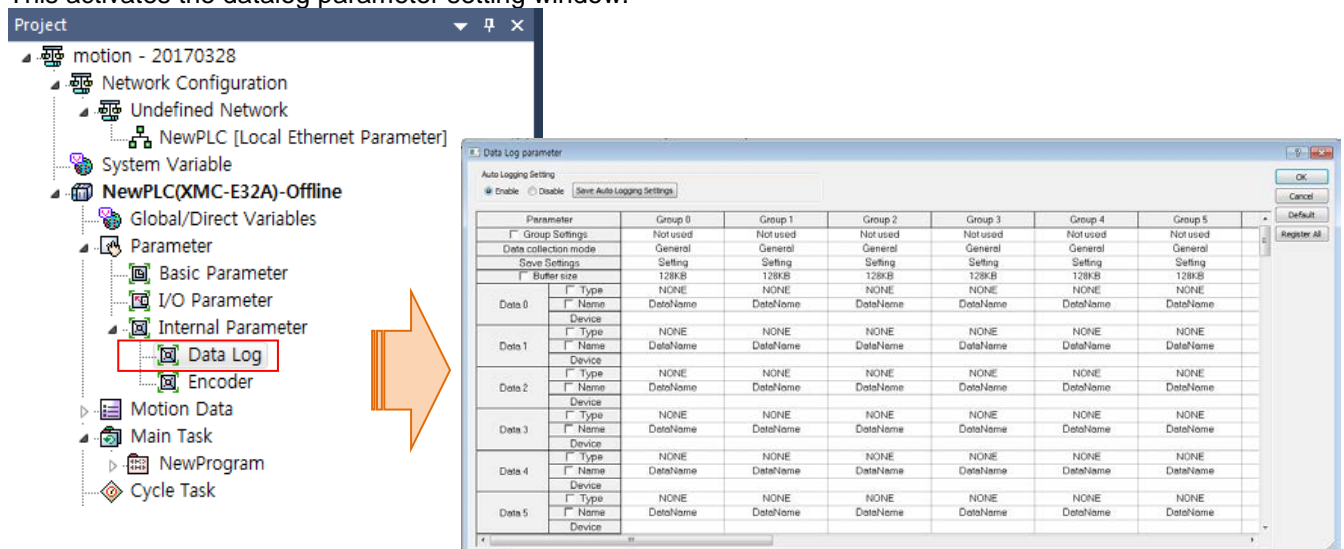 This activates the datalog parameter setting window.
Project
motion - 20170328
Network Configuration
Undefined Network
NewPLC [Local Ethernet Parameter]
System Variable
NewPLC(XMC-E32A)-Offline
Global/Direct Variables
Parameter
Basic Parameter
I/O Parameter
Internal Parameter
Data Log
Encoder
Motion Data
Main Task
NewProgram
Cycle Task
Data Log parameter
Auto Logging Setting
Enable Disable Save Auto Logging Settings
OK
Cancel
Default
Register All
Parameter Group 0 Group 1 Group 2 Group 3 Group 4 Group 5
Group Settings Not used Not used Not used Not used Not used Not used
Data collection mode General General General General General General
Save Settings Setting Setting Setting Setting Setting Setting
Buffer size 128KB 128KB 128KB 128KB 128KB 128KB
Type NONE NONE NONE NONE NONE NONE
Data 0 Name DataName DataName DataName DataName DataName DataName
Device
Type NONE NONE NONE NONE NONE NONE
Data 1 Name DataName DataName DataName DataName DataName DataName
Device
Type NONE NONE NONE NONE NONE NONE
Data 2 Name DataName DataName DataName DataName DataName DataName
Device
Type NONE NONE NONE NONE NONE NONE
Data 3 Name DataName DataName DataName DataName DataName DataName
Device
Type NONE NONE NONE NONE NONE NONE
Data 4 Name DataName DataName DataName DataName DataName DataName
Device
Type NONE NONE NONE NONE NONE NONE
Data 5 Name DataName DataName DataName DataName DataName DataName
Device